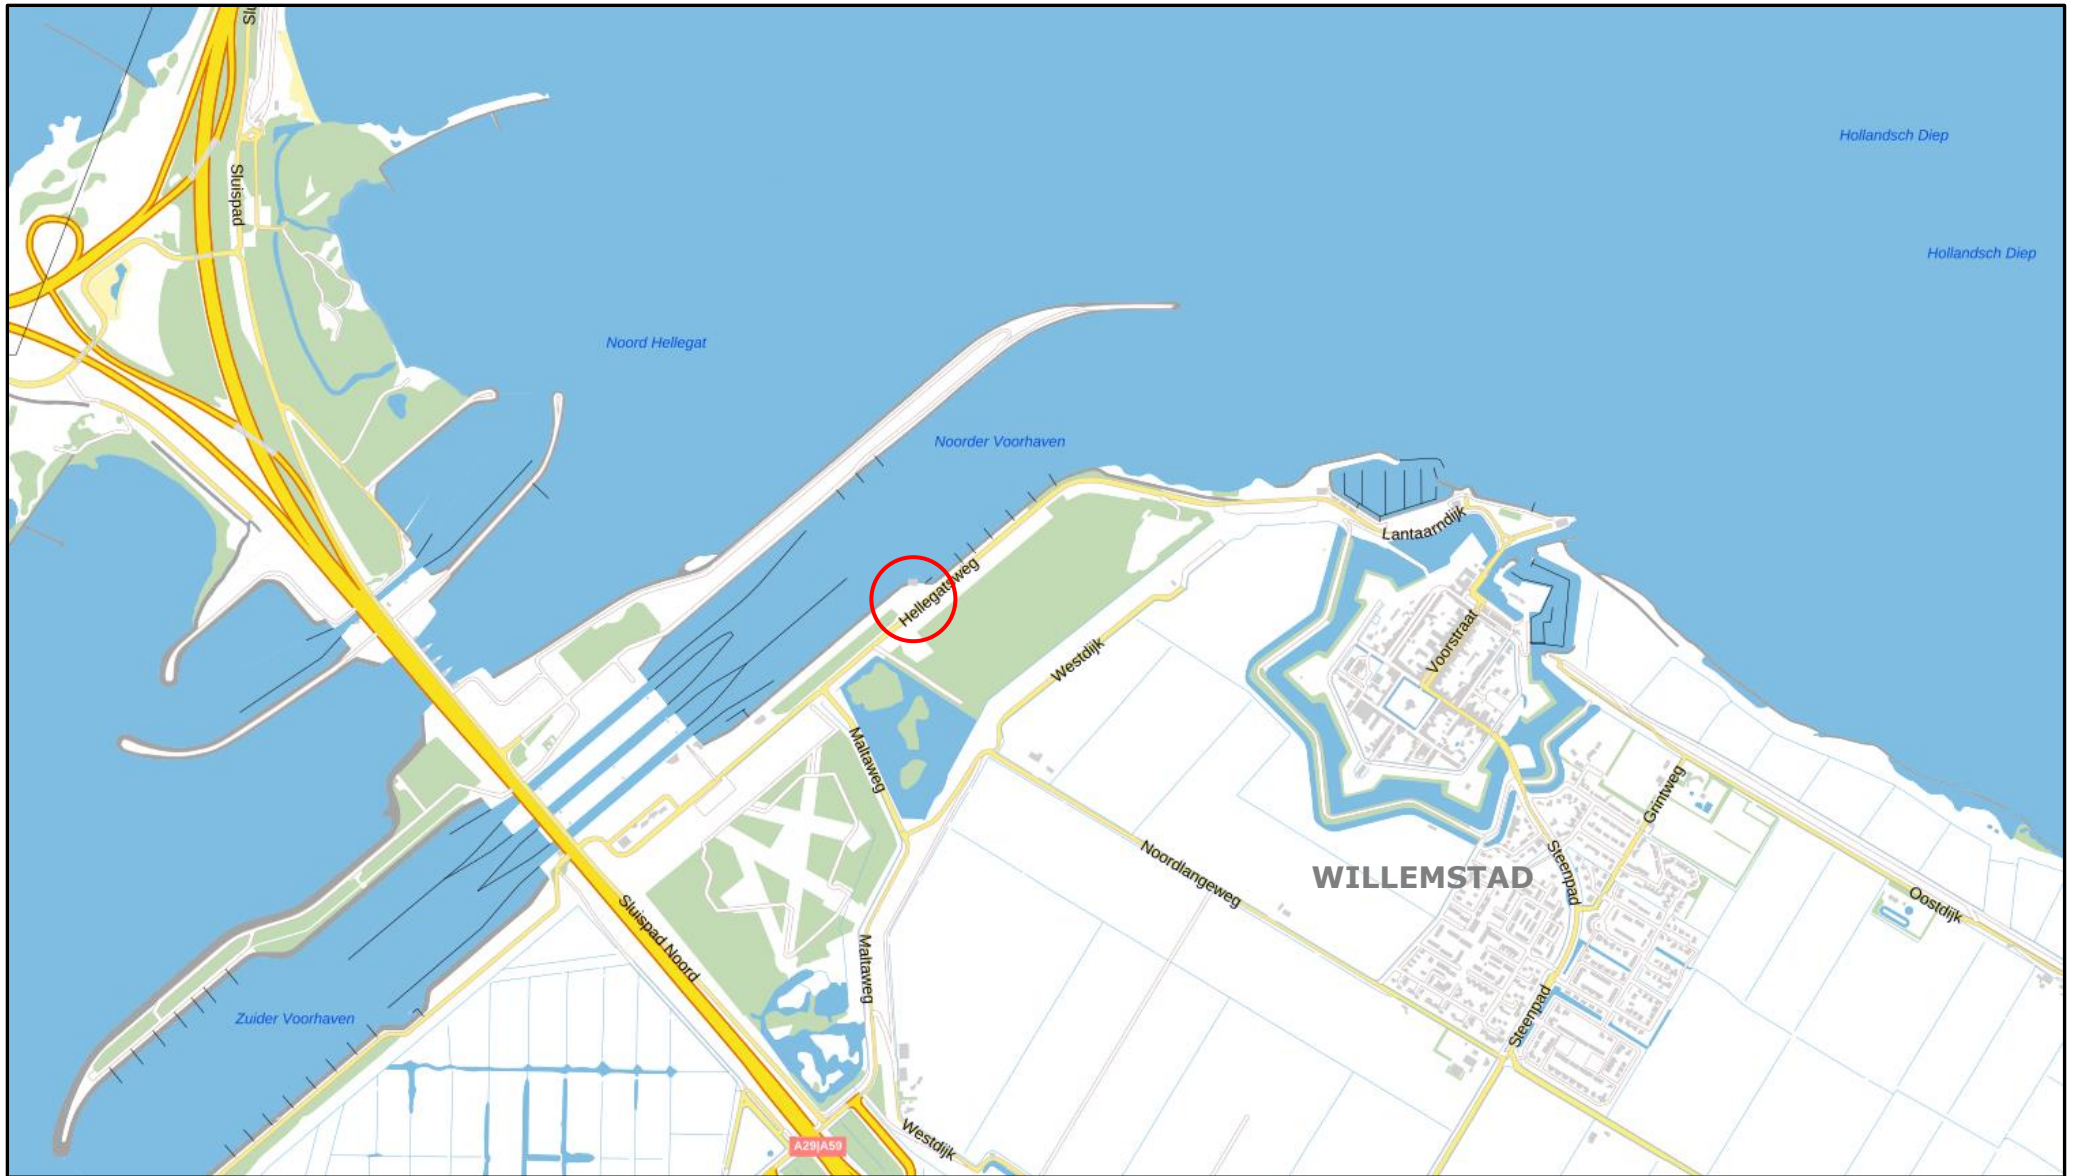 Sluispad
Hollandsch Diep
Hollandsch Diep
Noord Hellegat
Noorder Voorhaven
Lantaarndijk
Hellegatsweg
Voorstraat
Westdijk
Maltaweg
Grintweg
Noordlangeweg
Steenpad
WILLEMSTAD
Oostdijk
Sluispad Noord
Maltaweg
Zuider Voorhaven
Steenpad
A29|A59
Westdijk